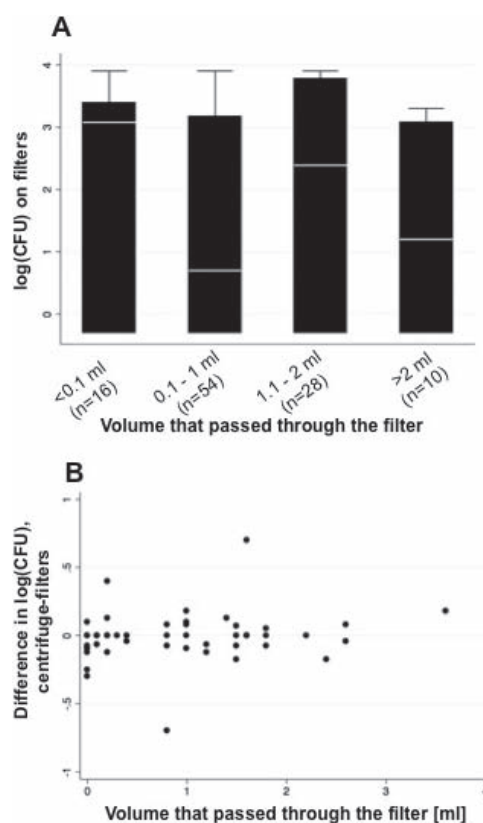 A
log(CFU) on filters
4
3
2
1
0
<0.1 ml
(n=16)
0.1 - 1 ml
(n=54)
1.1 - 2 ml
(n=28)
>2 ml
(n=10)
Volume that passed through the filter
B
Difference in log(CFU),
centrifuge-filters
1
.5
0
-.5
-1
0
1
2
3
4
Volume that passed through the filter [ml]